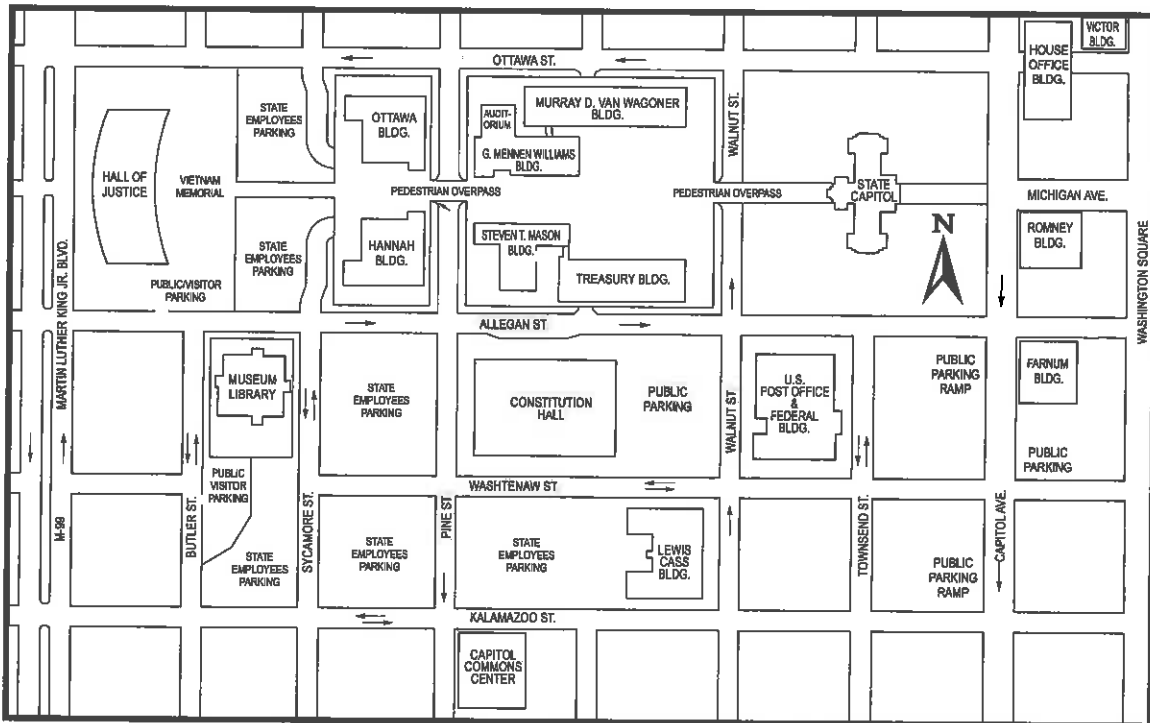 VICTOR
BLDG.
HOUSE
OFFICE
BLDG.
OTTAWA ST.
STATE
EMPLOYEES
PARKING
OTTAWA
BLDG.
AUDIT-
ORIUM
MURRAY D. VAN WAGONER
BLDG.
G. MENNEN WILLIAMS
BLDG.
WALNUT ST.
HALL OF
JUSTICE
VIETNAM
MEMORIAL
PEDESTRIAN OVERPASS
PEDESTRIAN OVERPASS
STATE
CAPITOL
MICHIGAN AVE.
N
STATE
EMPLOYEES
PARKING
HANNAH
BLDG.
STEVEN T. MASON
BLDG.
TREASURY BLDG.
ROMNEY
BLDG.
WASHINGTON SQUARE
PUBLIC/VISITOR
PARKING
MARTIN LUTHER KING JR. BLVD.
ALLEGAN ST.
MUSEUM
LIBRARY
STATE
EMPLOYEES
PARKING
CONSTITUTION
HALL
PUBLIC
PARKING
WALNUT ST
U.S.
POST OFFICE
&
FEDERAL
BLDG.
PUBLIC
PARKING
RAMP
FARNUM
BLDG.
PUBLIC
PARKING
PUBLIC
VISITOR
PARKING
WASHTENAW ST
M-99
BUTLER ST.
STATE
EMPLOYEES
PARKING
SYCAMORE ST.
STATE
EMPLOYEES
PARKING
PINE ST
STATE
EMPLOYEES
PARKING
LEWIS
CASS
BLDG.
TOWNSEND ST.
PUBLIC
PARKING
RAMP
CAPITOL AVE.
KALAMAZOO ST.
CAPITOL
COMMONS
CENTER